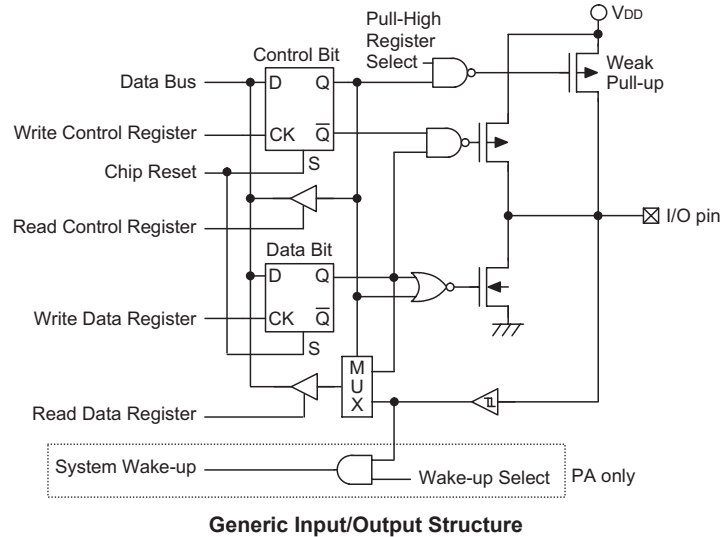 VDD
Pull-High
Register
Select
Control Bit
Weak
Pull-up
Data Bus
D
Q
Write Control Register
CK
Q
S
Chip Reset
Read Control Register
I/O pin
Data Bit
D
Q
Write Data Register
CK
Q
S
M
U
X
Read Data Register
System Wake-up
Wake-up Select
PA only
Generic Input/Output Structure